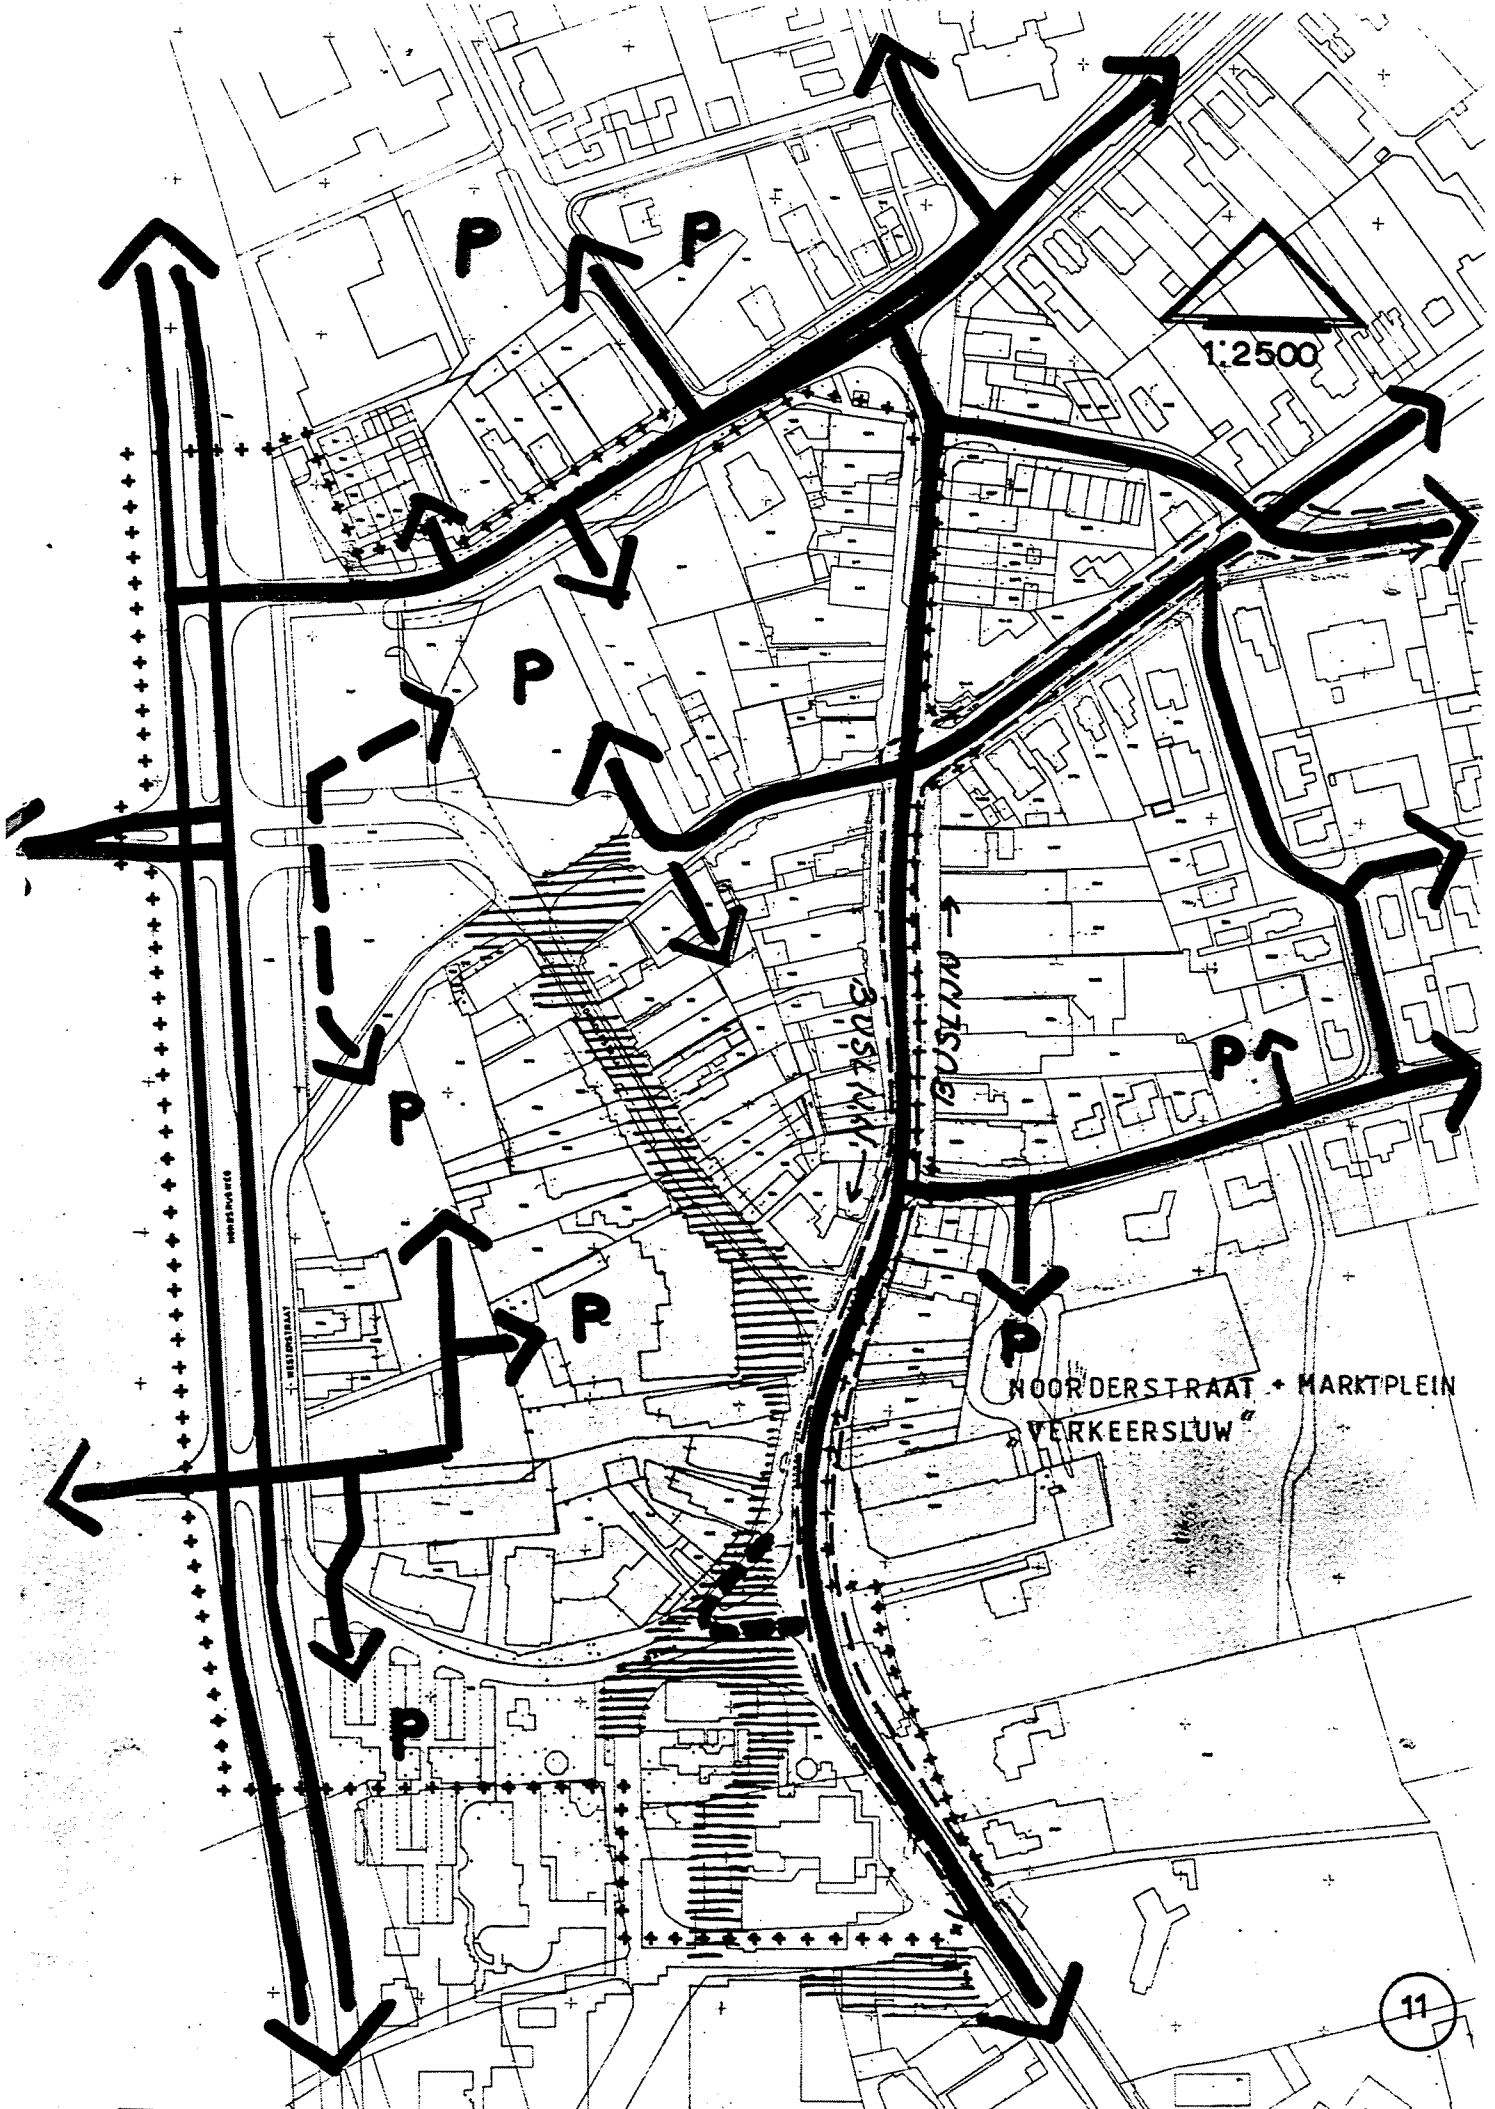 P
P
1:2500
P
BUSLIJN →
BUSLIJN →
P
P
P
P
NOORDERSTRAAT + MARKTPLEIN
„VERKEERSLUW"
WESTERSTRAAT
P
11